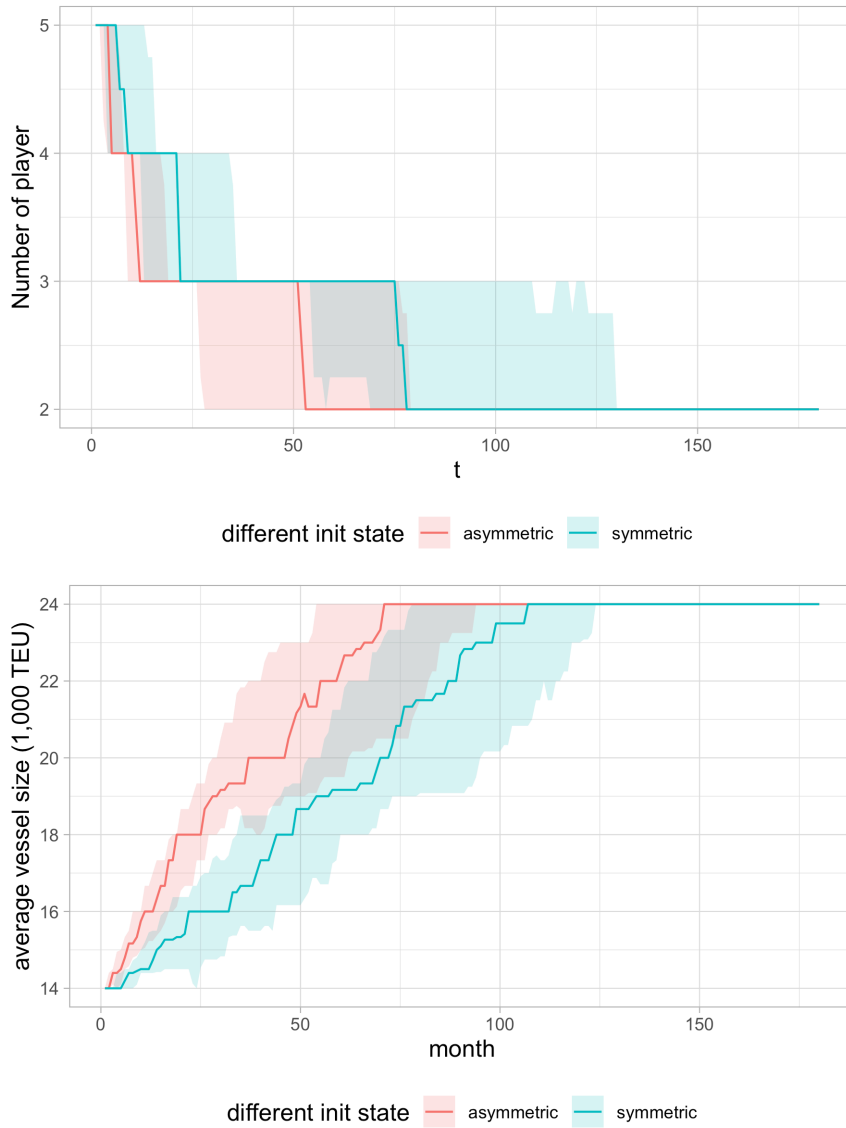 5
4
3
2
Number of player
0 50 100 150
t
different init state asymmetric symmetric
24
22
20
18
16
14
average vessel size (1,000 TEU)
0 50 100 150
month
different init state asymmetric symmetric